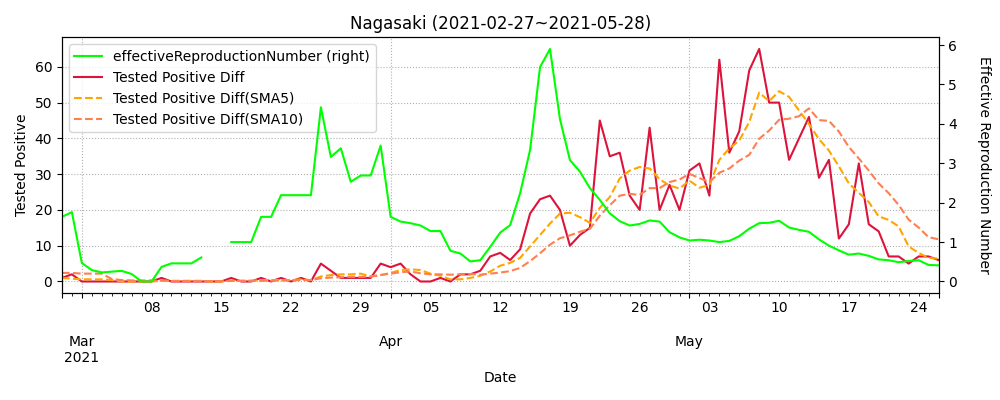 Nagasaki (2021-02-27~2021-05-28)
effectiveReproductionNumber (right)
Tested Positive Diff
Tested Positive Diff(SMA5)
Tested Positive Diff(SMA10)
Tested Positive
60
50
40
30
20
10
0
6
5
4
3
2
1
0
Effective Reproduction Number
08 15 22 29 05 12 19 26 03 10 17 24
Mar Apr May
2021
Date